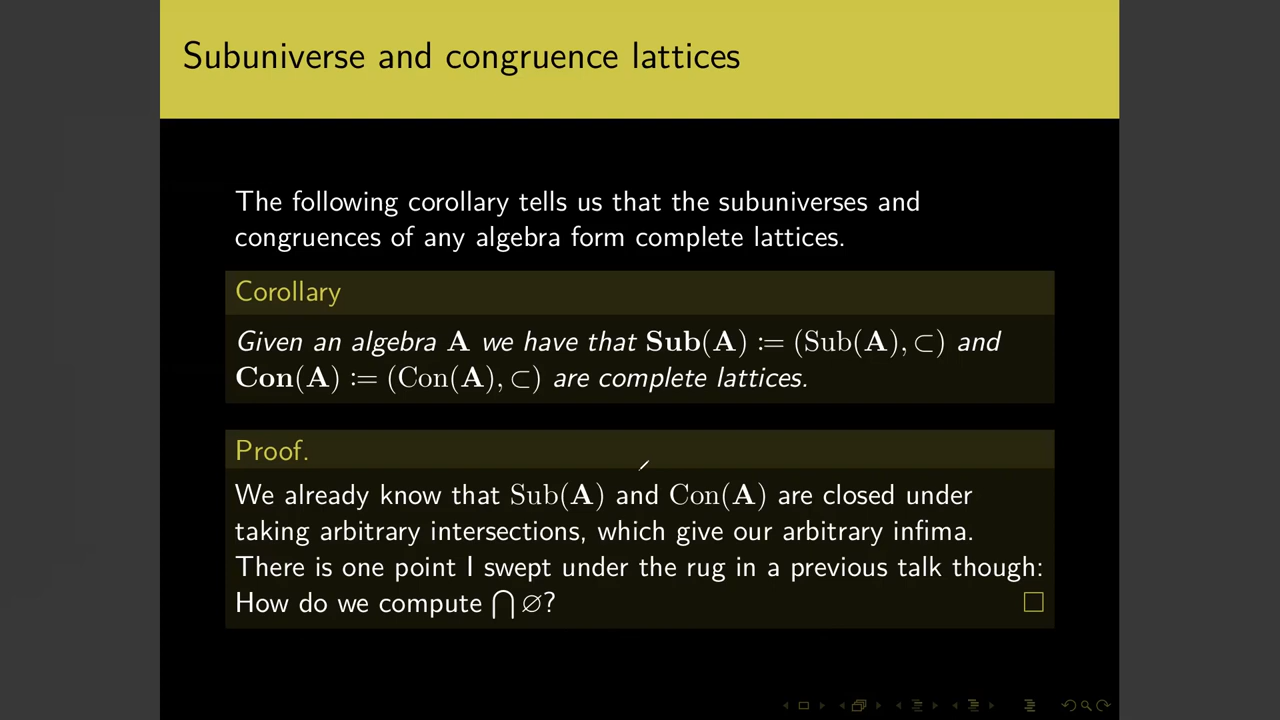 Subuniverse and congruence lattices
The following corollary tells us that the subuniverses and
congruences of any algebra form complete lattices.
Corollary
Given an algebra A we have that Sub(A) := (Sub(A), ⊂) and
Con(A) := (Con(A), ⊂) are complete lattices.
Proof.
We already know that Sub(A) and Con(A) are closed under
taking arbitrary intersections, which give our arbitrary infima.
There is one point I swept under the rug in a previous talk though:
How do we compute ⋂ ∅? □